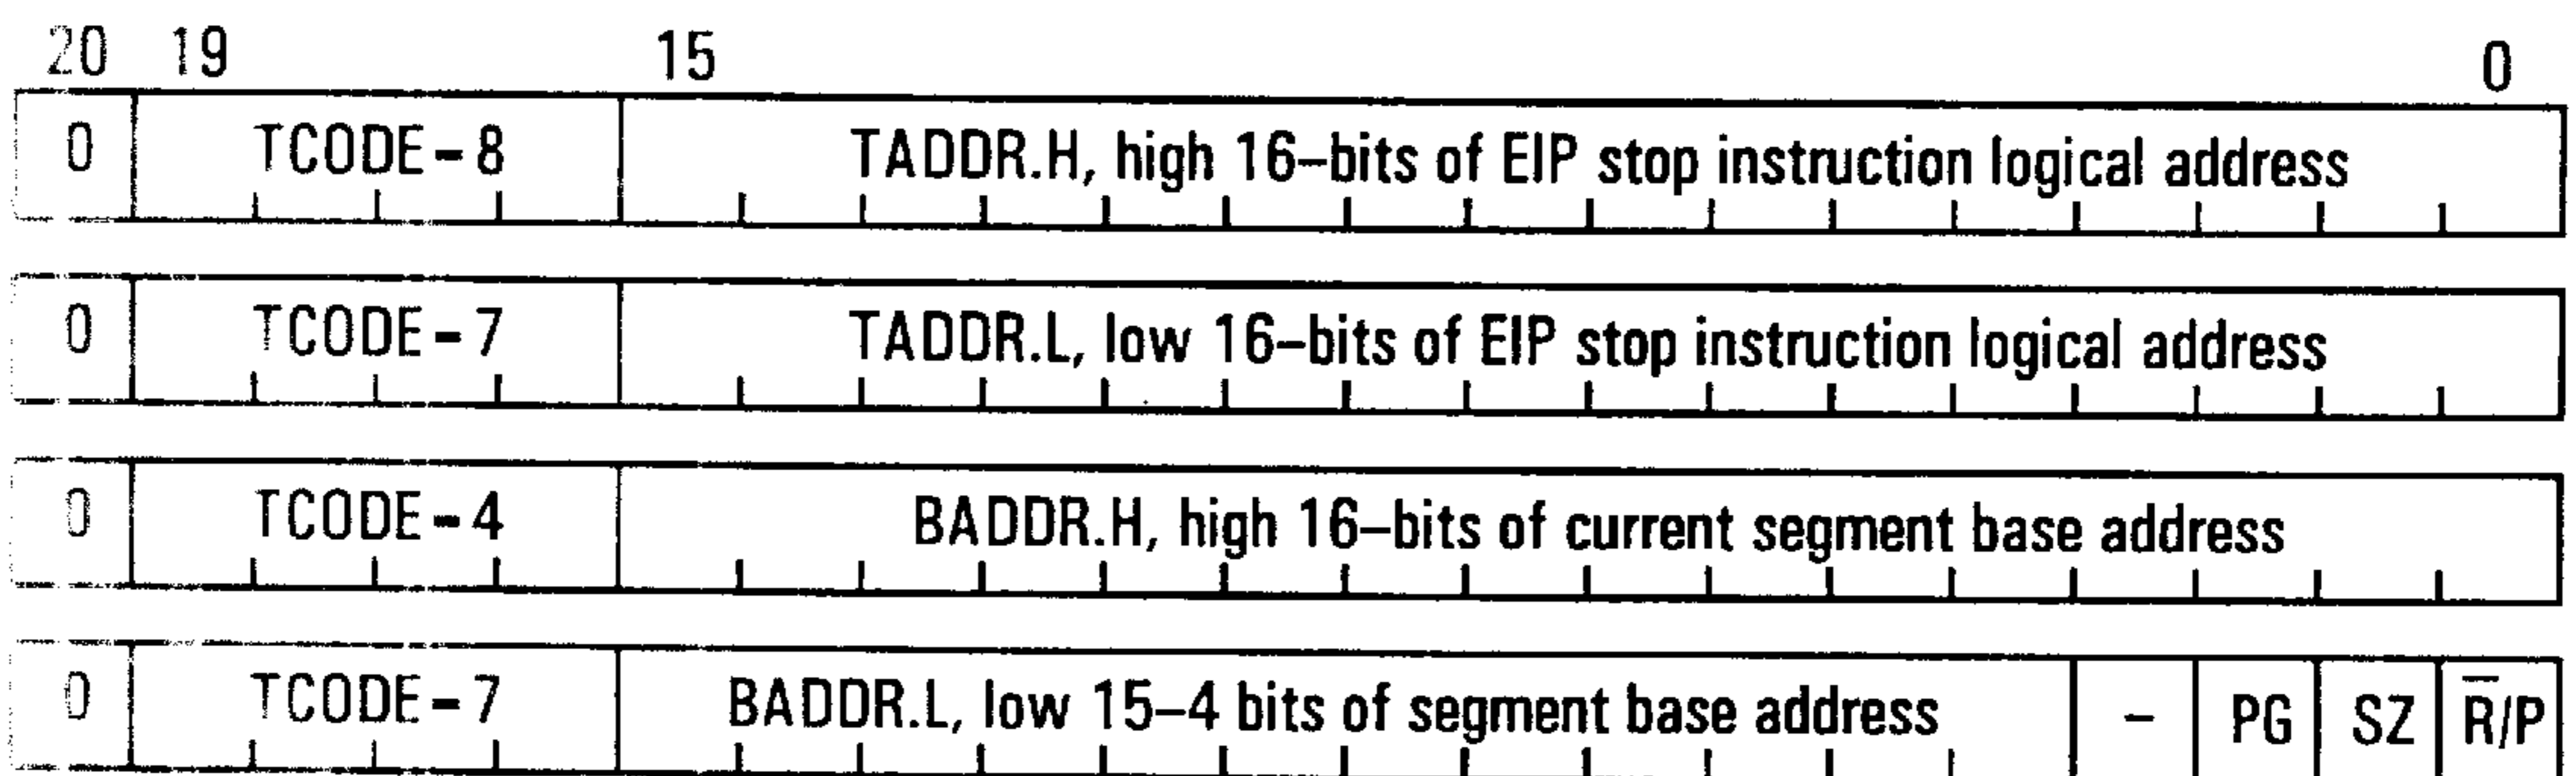 20 19 15 0
0 TCODE-8 TADDR.H, high 16-bits of EIP stop instruction logical address
0 TCODE-7 TADDR.L, low 16-bits of EIP stop instruction logical address
0 TCODE-4 BADDR.H, high 16-bits of current segment base address
0 TCODE-7 BADDR.L, low 15-4 bits of segment base address - PG SZ R̅/P